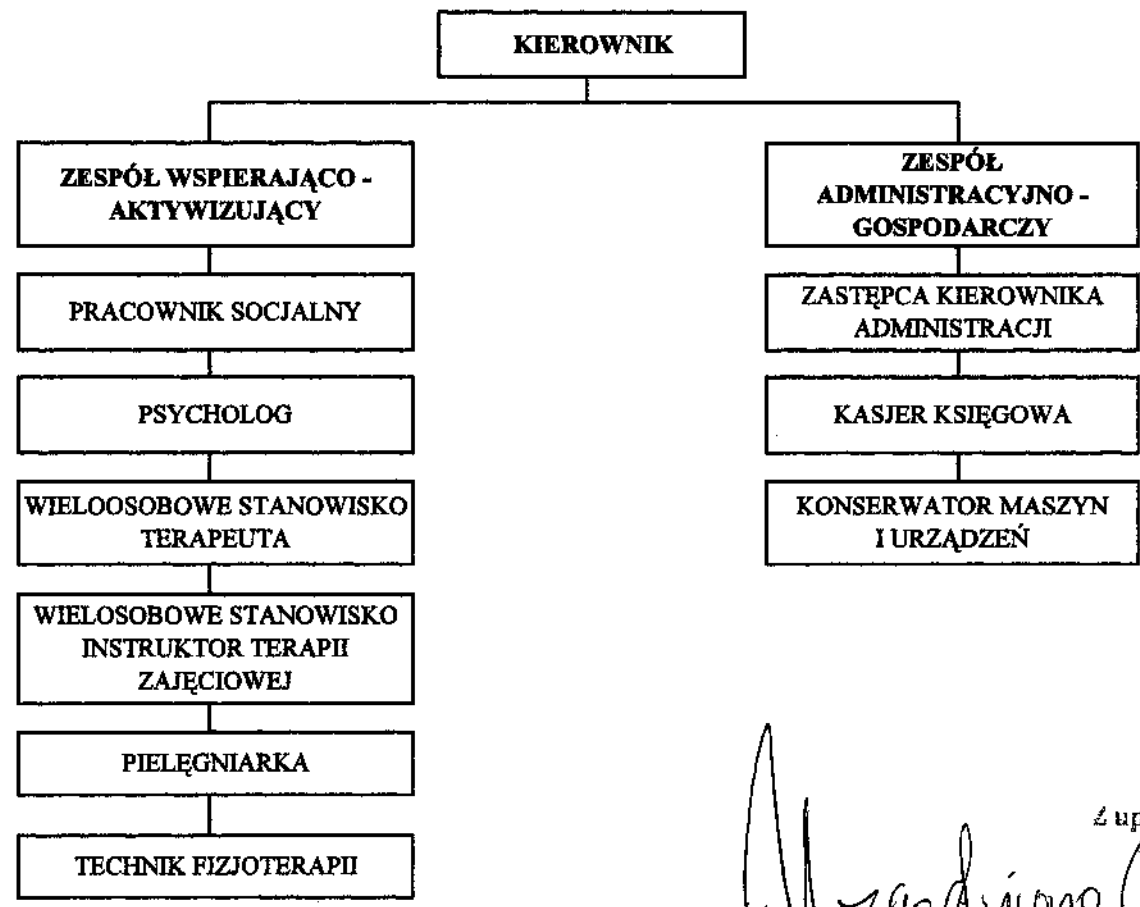 KIEROWNIK
ZESPÓŁ WSPIERAJĄCO -
AKTYWIZUJĄCY
PRACOWNIK SOCJALNY
PSYCHOLOG
WIELOOSOBOWE STANOWISKO
TERAPEUTA
WIELOSOBOWE STANOWISKO
INSTRUKTOR TERAPII
ZAJĘCIOWEJ
PIELĘGNIARKA
TECHNIK FIZJOTERAPII
ZESPÓŁ
ADMINISTRACYJNO -
GOSPODARCZY
ZASTĘPCA KIEROWNIKA
ADMINISTRACJI
KASJER KSIĘGOWA
KONSERWATOR MASZYN
I URZĄDZEŃ
Z up